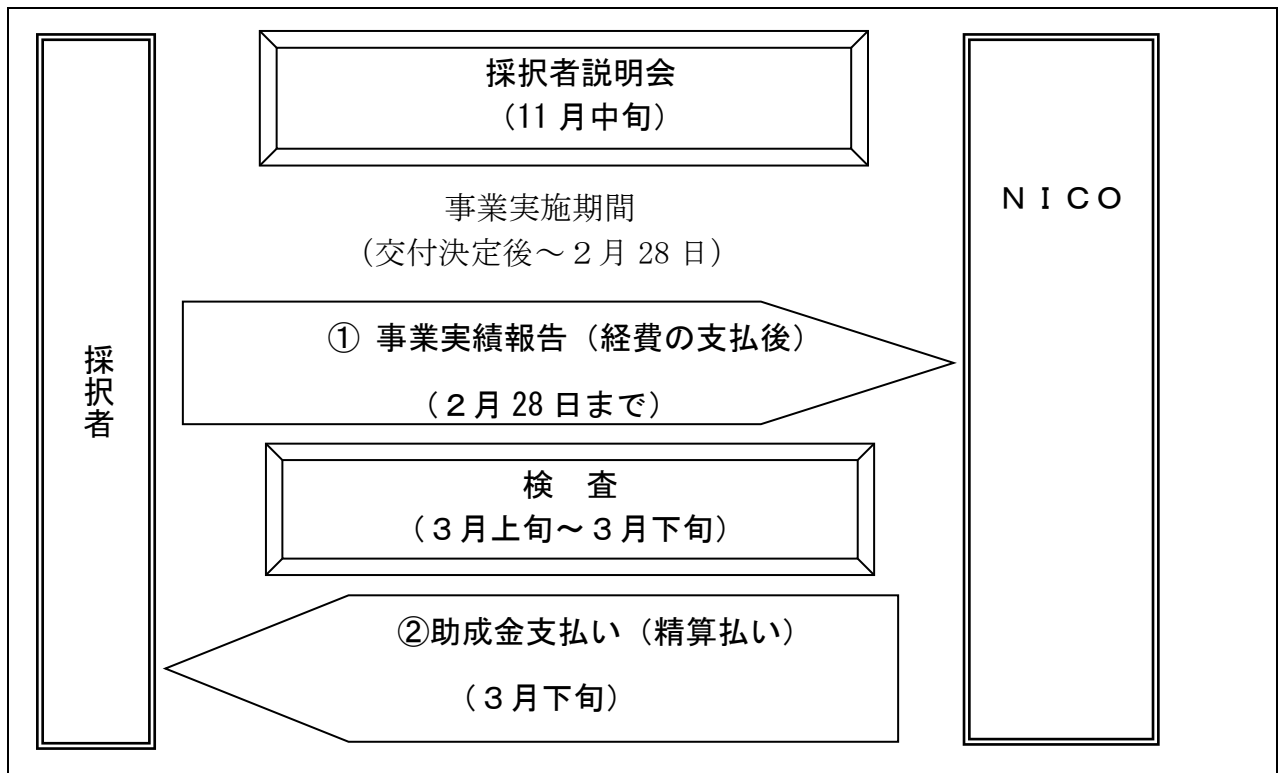 採択者説明会
（11月中旬）
ＮＩＣＯ
事業実施期間
（交付決定後～２月28日）
① 事業実績報告（経費の支払後）
（２月28日まで）
採択者
検　査
（３月上旬～３月下旬）
②助成金支払い（精算払い）
（３月下旬）